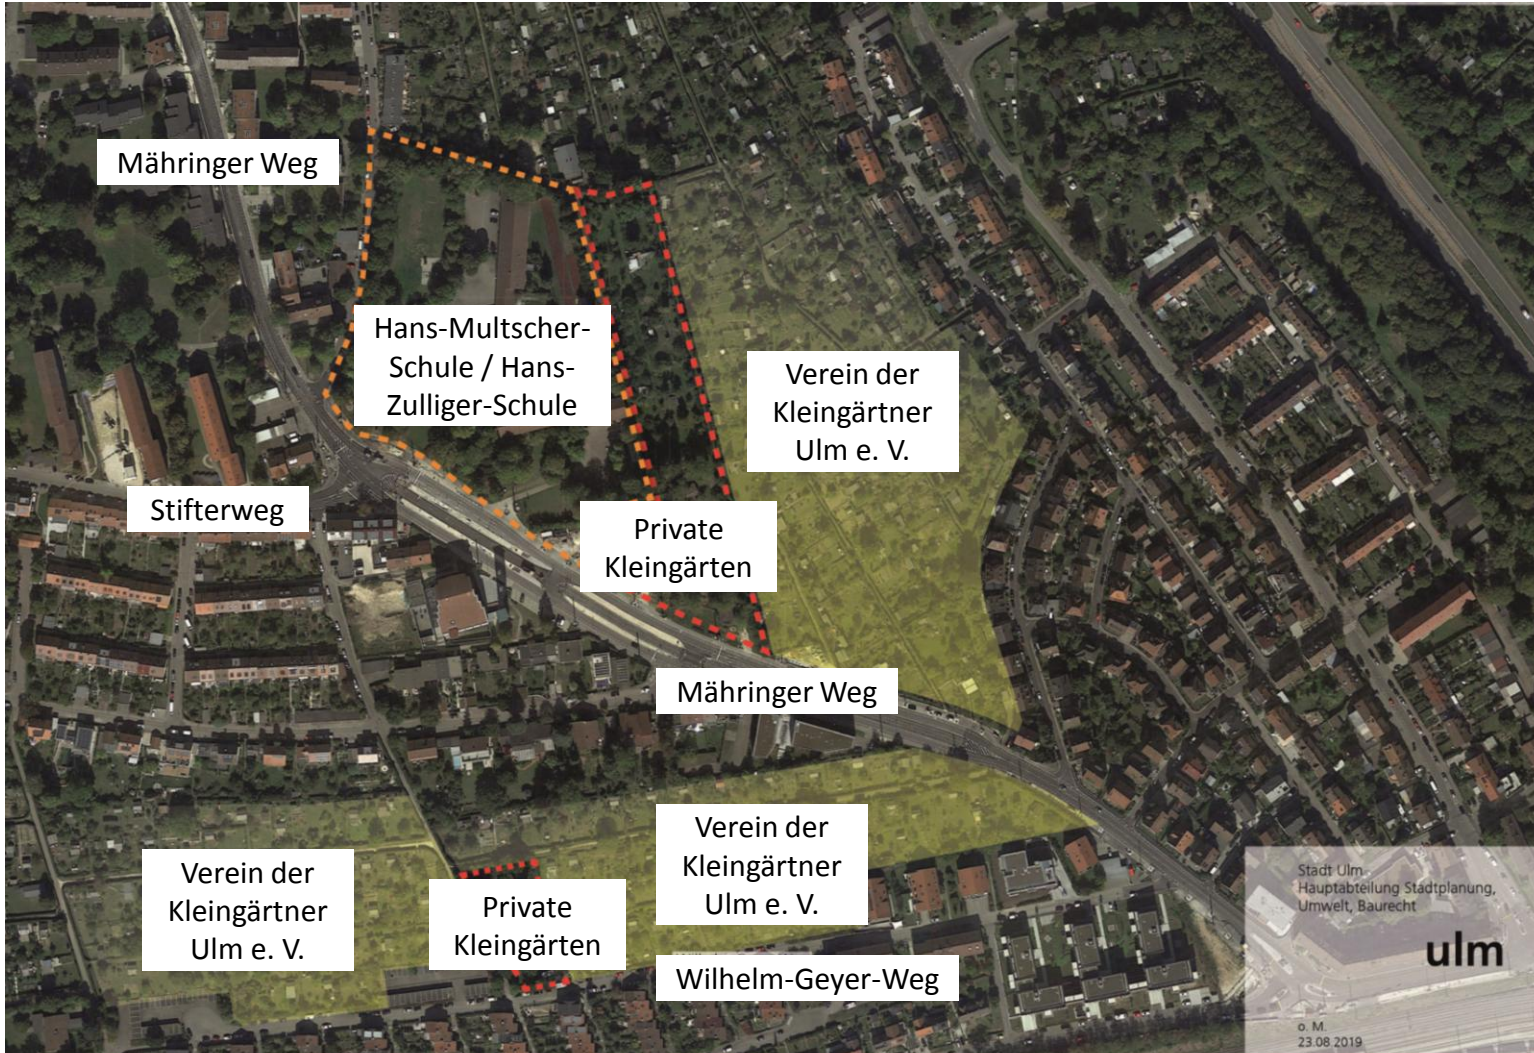 Mähringer Weg
Hans-Multscher-
Schule / Hans-
Zulliger-Schule
Verein der
Kleingärtner
Ulm e. V.
Stifterweg
Private
Kleingärten
Mähringer Weg
Verein der
Kleingärtner
Ulm e. V.
Verein der
Kleingärtner
Ulm e. V.
Private
Kleingärten
Wilhelm-Geyer-Weg
Stadt Ulm
Hauptabteilung Stadtplanung,
Umwelt, Baurecht
ulm
o. M.
23.08 2019